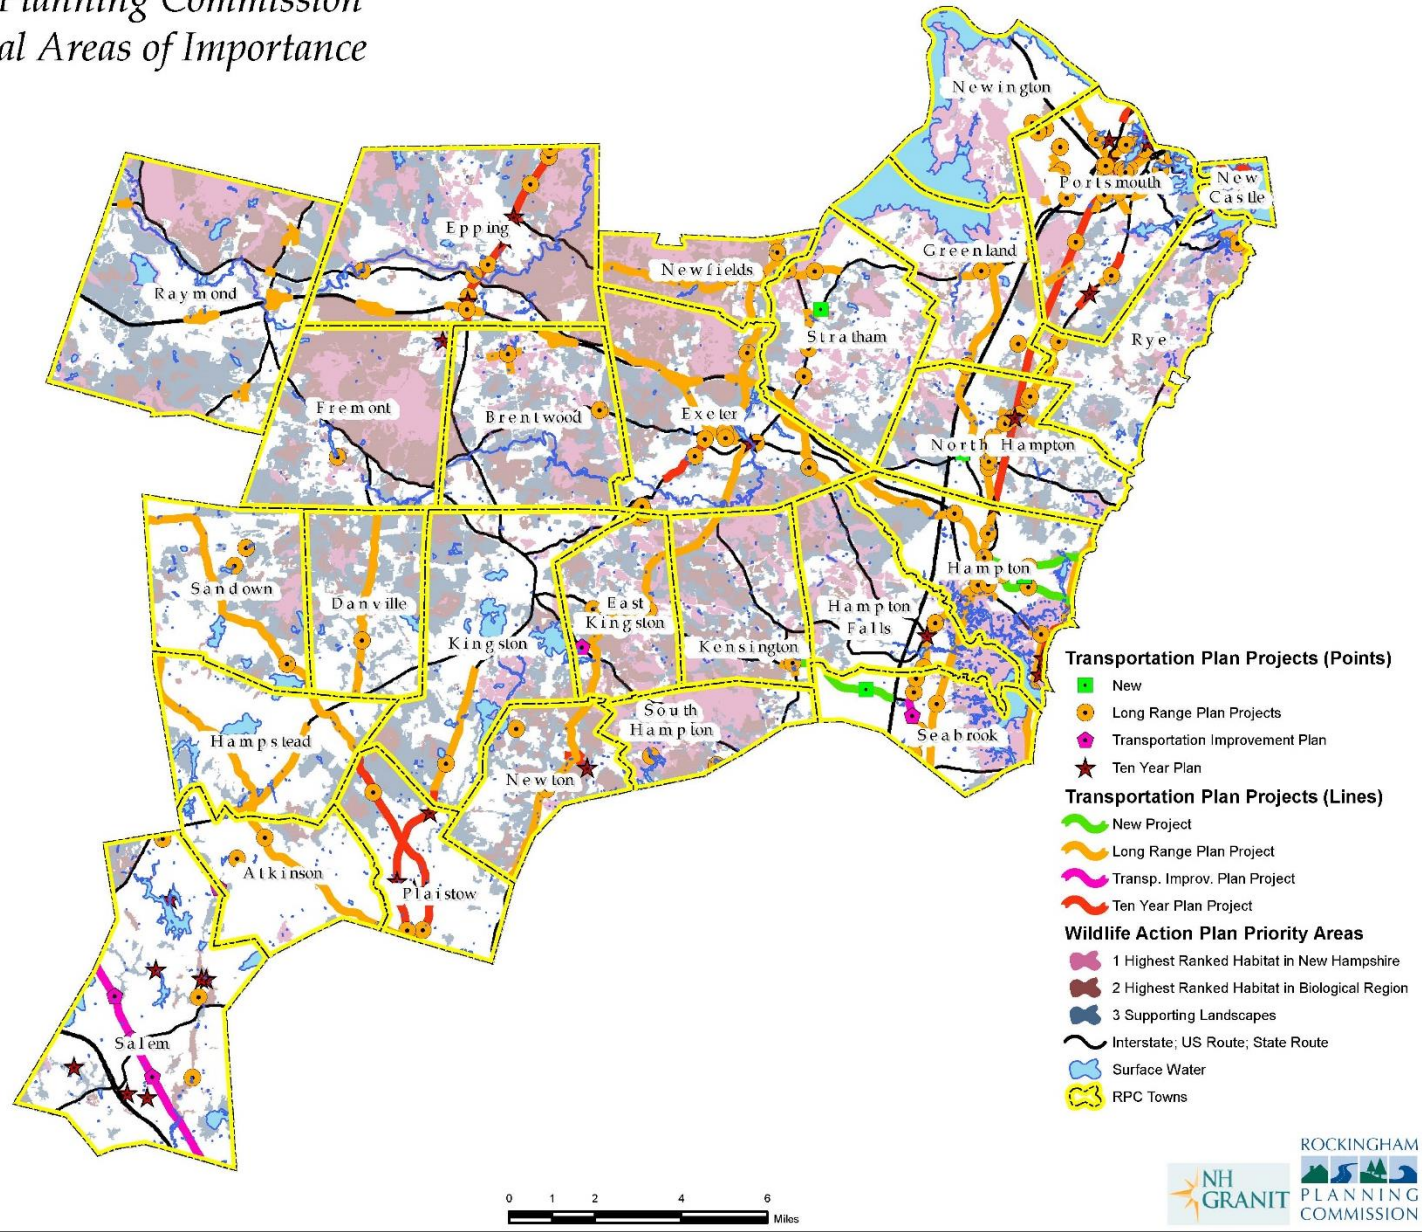 Planning Commission
al Areas of Importance
Newington
Portsmouth
New
Castle
Epping
Newfields
Greenland
Raymond
Stratham
Rye
Fremont
Brentwood
Exeter
North Hampton
Sandown
Danville
East
Kingston
Hampton
Hampton
Falls
Kingston
Kensington
South
Hampton
Seabrook
Hampstead
Newton
Atkinson
Plaistow
Salem
Transportation Plan Projects (Points)
New
Long Range Plan Projects
Transportation Improvement Plan
Ten Year Plan
Transportation Plan Projects (Lines)
New Project
Long Range Plan Project
Transp. Improv. Plan Project
Ten Year Plan Project
Wildlife Action Plan Priority Areas
1 Highest Ranked Habitat in New Hampshire
2 Highest Ranked Habitat in Biological Region
3 Supporting Landscapes
Interstate; US Route; State Route
Surface Water
RPC Towns
0 1 2 4 6
Miles
NH
GRANIT
ROCKINGHAM
PLANNING
COMMISSION